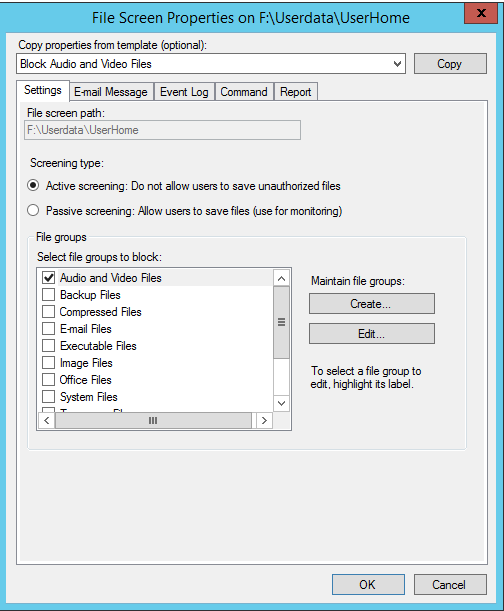 File Screen Properties on F:\Userdata\UserHome
x
Copy properties from template (optional):
Block Audio and Video Files
Copy
Settings
E-mail Message
Event Log
Command
Report
File screen path:
F:\Userdata\UserHome
Screening type:
Active screening: Do not allow users to save unauthorized files
Passive screening: Allow users to save files (use for monitoring)
File groups
Select file groups to block:
Audio and Video Files
Backup Files
Compressed Files
E-mail Files
Executable Files
Image Files
Office Files
System Files
Maintain file groups:
Create...
Edit...
To select a file group to
edit, highlight its label.
OK
Cancel